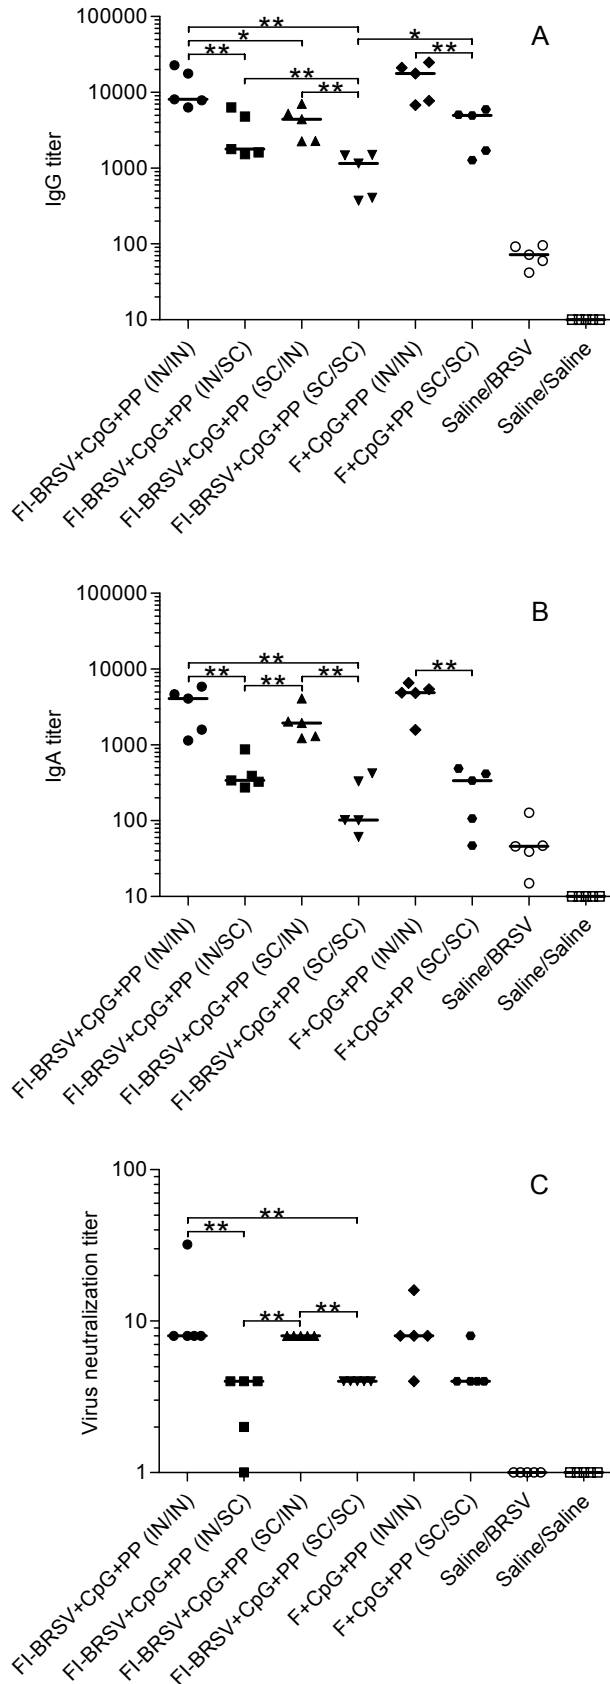 A
100000
10000
1000
100
10
IgG titer
**
*
*
**
**
**
**
FI-BRSV+CpG+PP (IN/IN)
FI-BRSV+CpG+PP (IN/SC)
FI-BRSV+CpG+PP (SC/IN)
FI-BRSV+CpG+PP (SC/SC)
F+CpG+PP (IN/IN)
F+CpG+PP (SC/SC)
Saline/BRSV
Saline/Saline
B
100000
10000
1000
100
10
IgA titer
**
**
**
**
**
FI-BRSV+CpG+PP (IN/IN)
FI-BRSV+CpG+PP (IN/SC)
FI-BRSV+CpG+PP (SC/IN)
FI-BRSV+CpG+PP (SC/SC)
F+CpG+PP (IN/IN)
F+CpG+PP (SC/SC)
Saline/BRSV
Saline/Saline
C
100
10
1
Virus neutralization titer
**
**
**
**
FI-BRSV+CpG+PP (IN/IN)
FI-BRSV+CpG+PP (IN/SC)
FI-BRSV+CpG+PP (SC/IN)
FI-BRSV+CpG+PP (SC/SC)
F+CpG+PP (IN/IN)
F+CpG+PP (SC/SC)
Saline/BRSV
Saline/Saline